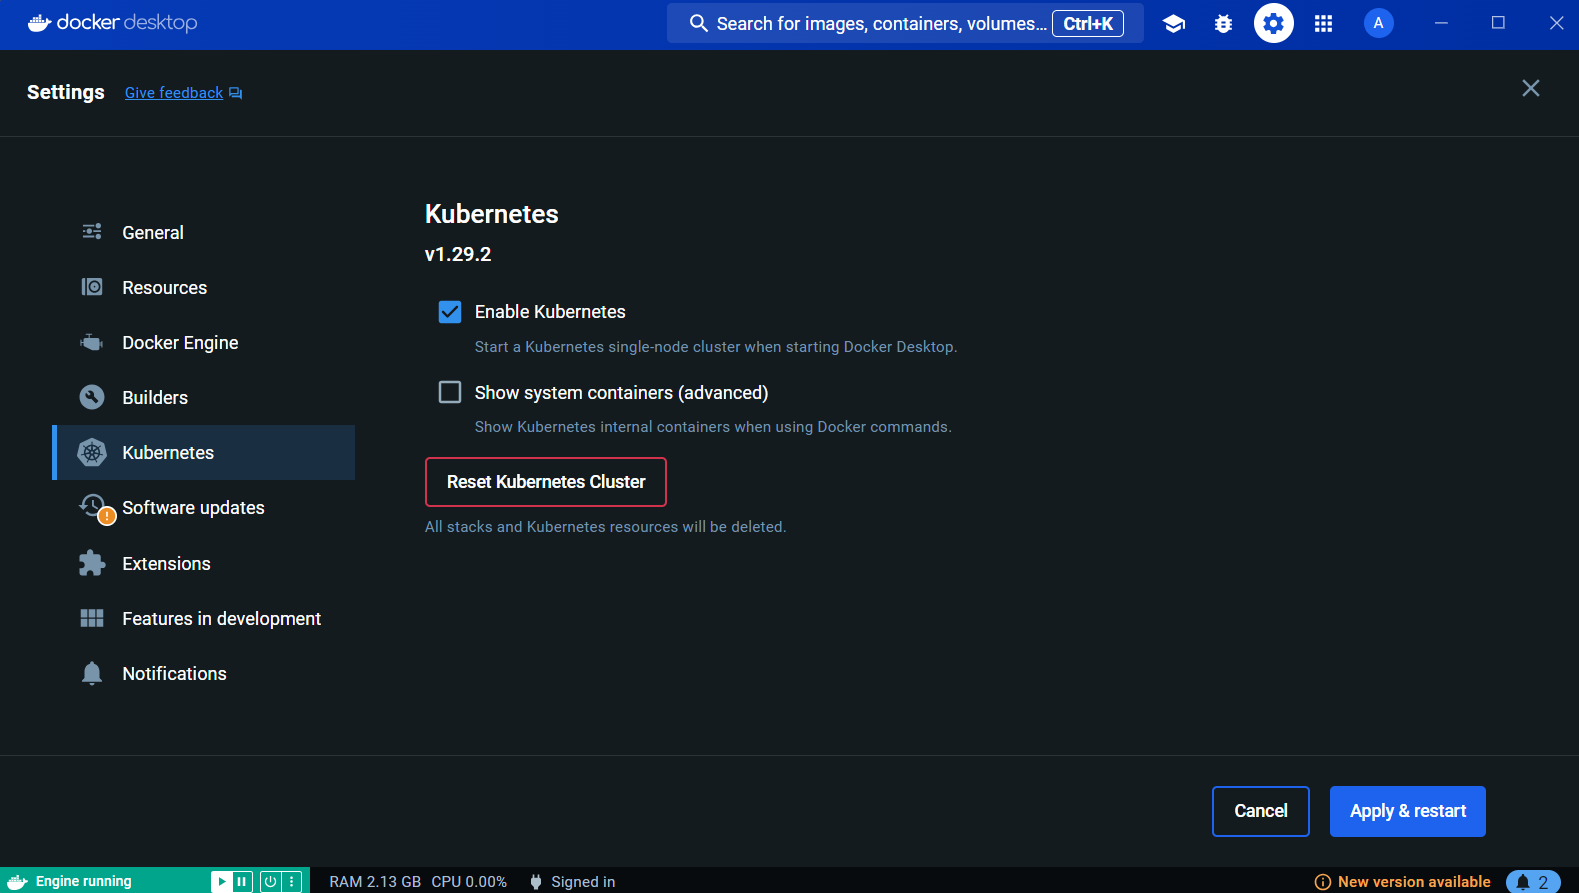 docker desktop
Search for images, containers, volumes... Ctrl+K
A
Settings Give feedback
General
Resources
Docker Engine
Builders
Kubernetes
Software updates
Extensions
Features in development
Notifications
Kubernetes
v1.29.2
Enable Kubernetes
Start a Kubernetes single-node cluster when starting Docker Desktop.
Show system containers (advanced)
Show Kubernetes internal containers when using Docker commands.
Reset Kubernetes Cluster
All stacks and Kubernetes resources will be deleted.
Cancel Apply & restart
Engine running RAM 2.13 GB CPU 0.00% Signed in New version available 2